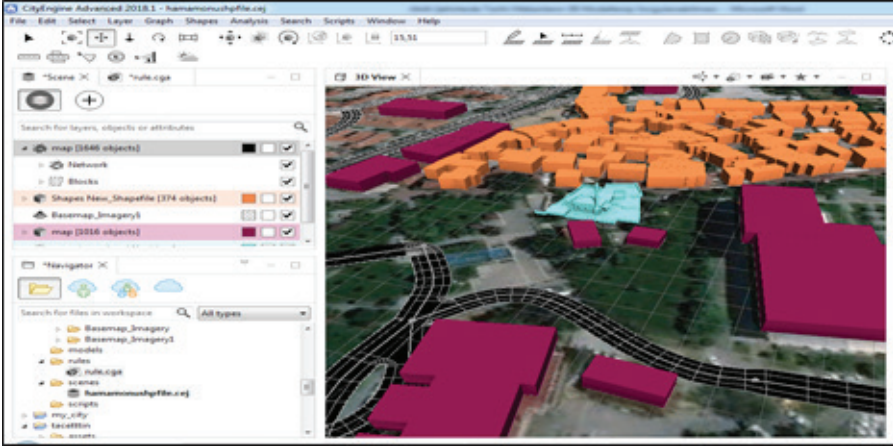 CityEngine Advanced 2018.1 - hamamonushpfile.cej
File Edit Select Layer Graph Shapes Analysis Search Scripts Window Help
15,51
*Scene
*rule.cga
3D View
Search for layers, objects or attributes
map [1646 objects]
Network
Blocks
Shapes New_Shapefile [374 objects]
Basemap_Imagery1
map [1016 objects]
*Navigator
Search for files in workspace
All types
Basemap_Imagery
Basemap_Imagery1
models
rules
rule.cga
scenes
hamamonushpfile.cej
scripts
my_city
tacettin
assets